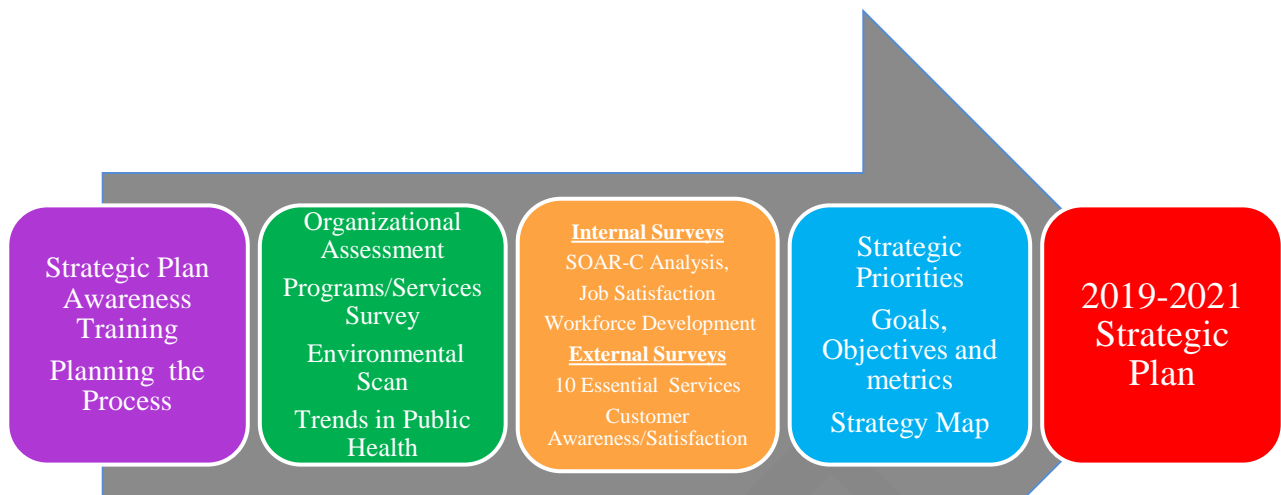 Strategic Plan
Awareness
Training
Planning the
Process
Organizational
Assessment
Programs/Services
Survey
Environmental
Scan
Trends in Public
Health
Internal Surveys
SOAR-C Analysis,
Job Satisfaction
Workforce Development
External Surveys
10 Essential Services
Customer
Awareness/Satisfaction
Strategic
Priorities
Goals,
Objectives and
metrics
Strategy Map
2019-2021
Strategic
Plan